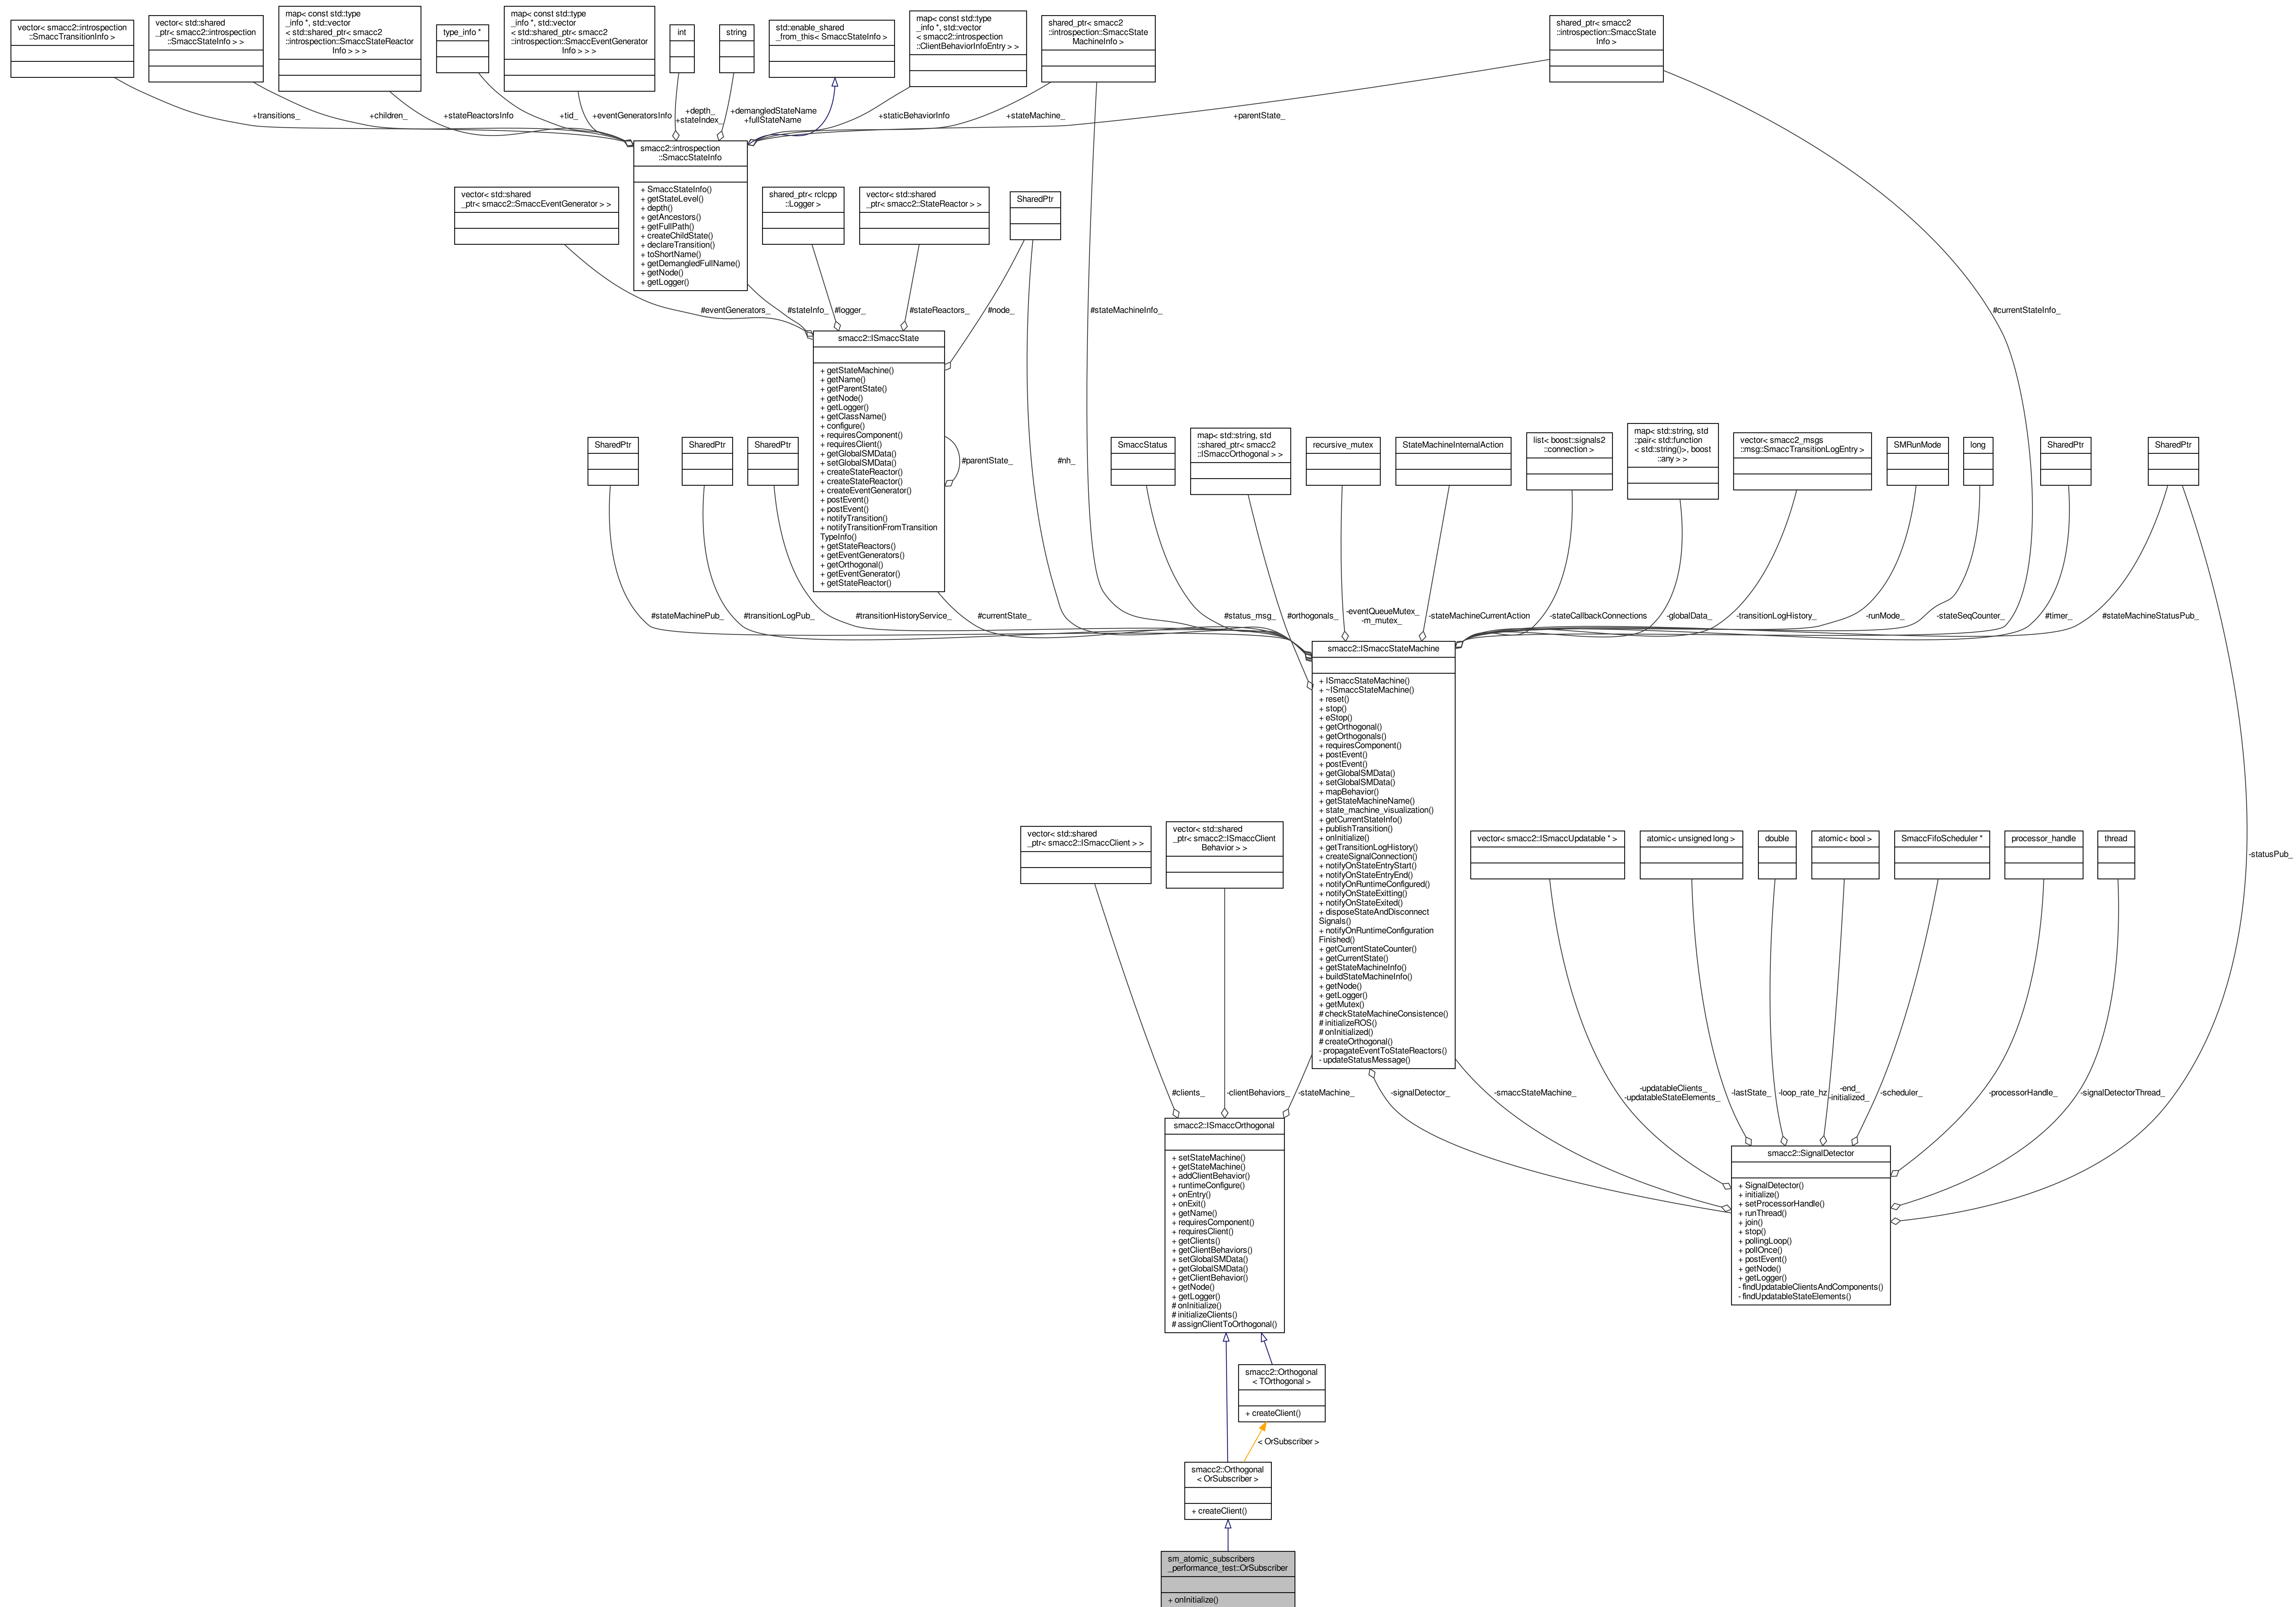 vector< smacc2::introspection
::SmaccTransitionInfo >
vector< std::shared
_ptr< smacc2::introspection
::SmaccStateInfo > >
map< const std::type
_info *, std::vector
< std::shared_ptr< smacc2
::introspection::SmaccStateReactor
Info > > >
type_info *
map< const std::type
_info *, std::vector
< std::shared_ptr< smacc2
::introspection::SmaccEventGenerator
Info > > >
int
string
std::enable_shared
_from_this< SmaccStateInfo >
map< const std::type
_info *, std::vector
< smacc2::introspection
::ClientBehaviorInfoEntry > >
shared_ptr< smacc2
::introspection::SmaccState
MachineInfo >
shared_ptr< smacc2
::introspection::SmaccState
Info >
+transitions_
+children_
+stateReactorsInfo
+tid_
+eventGeneratorsInfo
+depth_
+stateIndex_
+demangledStateName
+fullStateName
+staticBehaviorInfo
+stateMachine_
+parentState_
smacc2::introspection
::SmaccStateInfo
+ SmaccStateInfo()
+ getStateLevel()
+ depth()
+ getAncestors()
+ getFullPath()
+ createChildState()
+ declareTransition()
+ toShortName()
+ getDemangledFullName()
+ getNode()
+ getLogger()
vector< std::shared
_ptr< smacc2::SmaccEventGenerator > >
shared_ptr< rclcpp
::Logger >
vector< std::shared
_ptr< smacc2::StateReactor > >
SharedPtr
#eventGenerators_
#stateInfo_
#logger_
#stateReactors_
#node_
#stateMachineInfo_
#currentStateInfo_
smacc2::ISmaccState
+ getStateMachine()
+ getName()
+ getParentState()
+ getNode()
+ getLogger()
+ getClassName()
+ configure()
+ requiresComponent()
+ requiresClient()
+ getGlobalSMData()
+ setGlobalSMData()
+ createStateReactor()
+ createStateReactor()
+ createEventGenerator()
+ postEvent()
+ postEvent()
+ notifyTransition()
+ notifyTransitionFromTransition
TypeInfo()
+ getStateReactors()
+ getEventGenerators()
+ getOrthogonal()
+ getEventGenerator()
+ getStateReactor()
#parentState_
#nh_
SharedPtr
SharedPtr
SharedPtr
SmaccStatus
map< std::string, std
::shared_ptr< smacc2
::ISmaccOrthogonal > >
recursive_mutex
StateMachineInternalAction
list< boost::signals2
::connection >
map< std::string, std
::pair< std::function
< std::string()>, boost
::any > >
vector< smacc2_msgs
::msg::SmaccTransitionLogEntry >
SMRunMode
long
SharedPtr
SharedPtr
#stateMachinePub_
#transitionLogPub_
#transitionHistoryService_
#currentState_
#status_msg_
#orthogonals_
-eventQueueMutex_
-m_mutex_
-stateMachineCurrentAction
-stateCallbackConnections
-globalData_
-transitionLogHistory_
-runMode_
-stateSeqCounter_
#timer_
#stateMachineStatusPub_
smacc2::ISmaccStateMachine
+ ISmaccStateMachine()
+ ~ISmaccStateMachine()
+ reset()
+ stop()
+ eStop()
+ getOrthogonal()
+ getOrthogonals()
+ requiresComponent()
+ postEvent()
+ postEvent()
+ getGlobalSMData()
+ setGlobalSMData()
+ mapBehavior()
+ getStateMachineName()
+ state_machine_visualization()
+ getCurrentStateInfo()
+ publishTransition()
+ onInitialize()
+ getTransitionLogHistory()
+ createSignalConnection()
+ notifyOnStateEntryStart()
+ notifyOnStateEntryEnd()
+ notifyOnRuntimeConfigured()
+ notifyOnStateExitting()
+ notifyOnStateExited()
+ disposeStateAndDisconnect
Signals()
+ notifyOnRuntimeConfiguration
Finished()
+ getCurrentStateCounter()
+ getCurrentState()
+ getStateMachineInfo()
+ buildStateMachineInfo()
+ getNode()
+ getLogger()
+ getMutex()
# checkStateMachineConsistence()
# initializeROS()
# onInitialized()
# createOrthogonal()
- propagateEventToStateReactors()
- updateStatusMessage()
vector< std::shared
_ptr< smacc2::ISmaccClient > >
vector< std::shared
_ptr< smacc2::ISmaccClient
Behavior > >
vector< smacc2::ISmaccUpdatable * >
atomic< unsigned long >
double
atomic< bool >
SmaccFifoScheduler *
processor_handle
thread
-statusPub_
#clients_
-clientBehaviors_
-stateMachine_
-signalDetector_
-smaccStateMachine_
-updatableClients_
-updatableStateElements_
-lastState_
-loop_rate_hz
-end_
-initialized_
-scheduler_
-processorHandle_
-signalDetectorThread_
smacc2::ISmaccOrthogonal
+ setStateMachine()
+ getStateMachine()
+ addClientBehavior()
+ runtimeConfigure()
+ onEntry()
+ onExit()
+ getName()
+ requiresComponent()
+ requiresClient()
+ getClients()
+ getClientBehaviors()
+ setGlobalSMData()
+ getGlobalSMData()
+ getClientBehavior()
+ getNode()
+ getLogger()
# onInitialize()
# initializeClients()
# assignClientToOrthogonal()
smacc2::SignalDetector
+ SignalDetector()
+ initialize()
+ setProcessorHandle()
+ runThread()
+ join()
+ stop()
+ pollingLoop()
+ pollOnce()
+ postEvent()
+ getNode()
+ getLogger()
- findUpdatableClientsAndComponents()
- findUpdatableStateElements()
smacc2::Orthogonal
< TOrthogonal >
+ createClient()
< OrSubscriber >
smacc2::Orthogonal
< OrSubscriber >
+ createClient()
sm_atomic_subscribers
_performance_test::OrSubscriber
+ onInitialize()